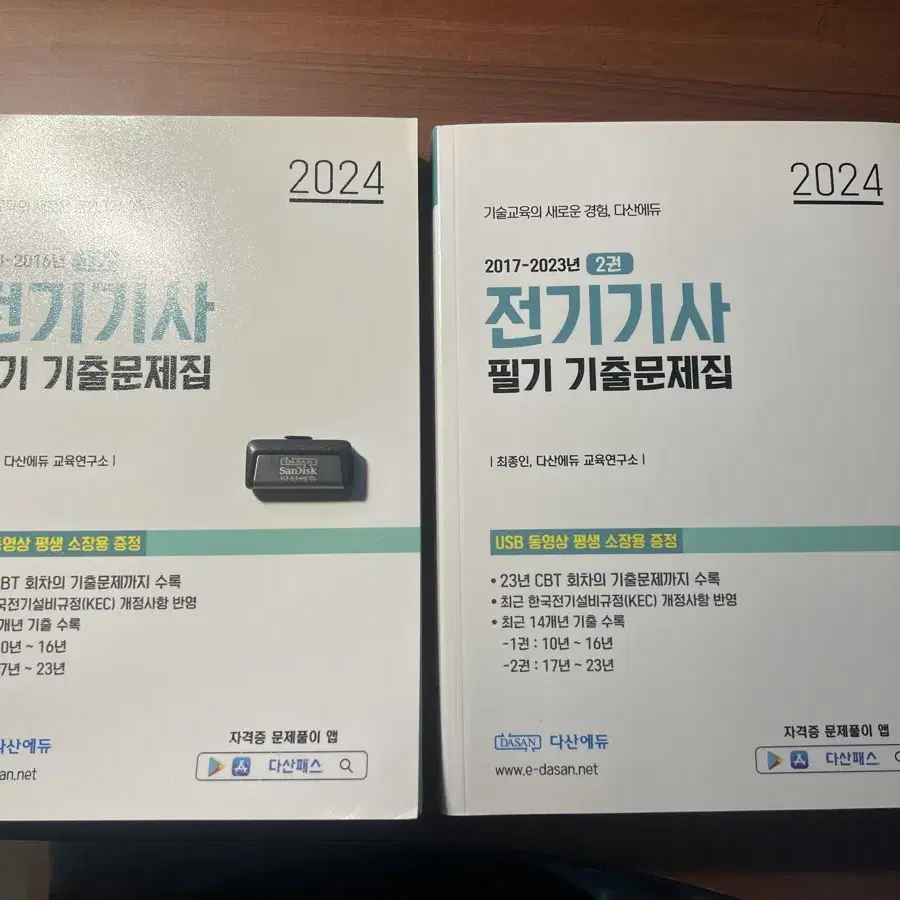 2024
-2016년
전기기사
기 기출문제집
, 다산에듀 교육연구소 |
DASAN
SanDisk
동영상 평생 소장용 증정
CBT 회차의 기출문제까지 수록
국전기설비규정(KEC) 개정사항 반영
개년 기출 수록
10년 ~ 16년
17년 ~ 23년
다산에듀
san.net
자격증 문제풀이 앱
다산패스
2024
기술교육의 새로운 경험, 다산에듀
2017-2023년 2권
전기기사
필기 기출문제집
| 최종인, 다산에듀 교육연구소 |
USB 동영상 평생 소장용 증정
• 23년 CBT 회차의 기출문제까지 수록
• 최근 한국전기설비규정(KEC) 개정사항 반영
• 최근 14개년 기출 수록
-1권 : 10년 ~ 16년
-2권 : 17년 ~ 23년
DASAN 다산에듀
www.e-dasan.net
자격증 문제풀이 앱
다산패스